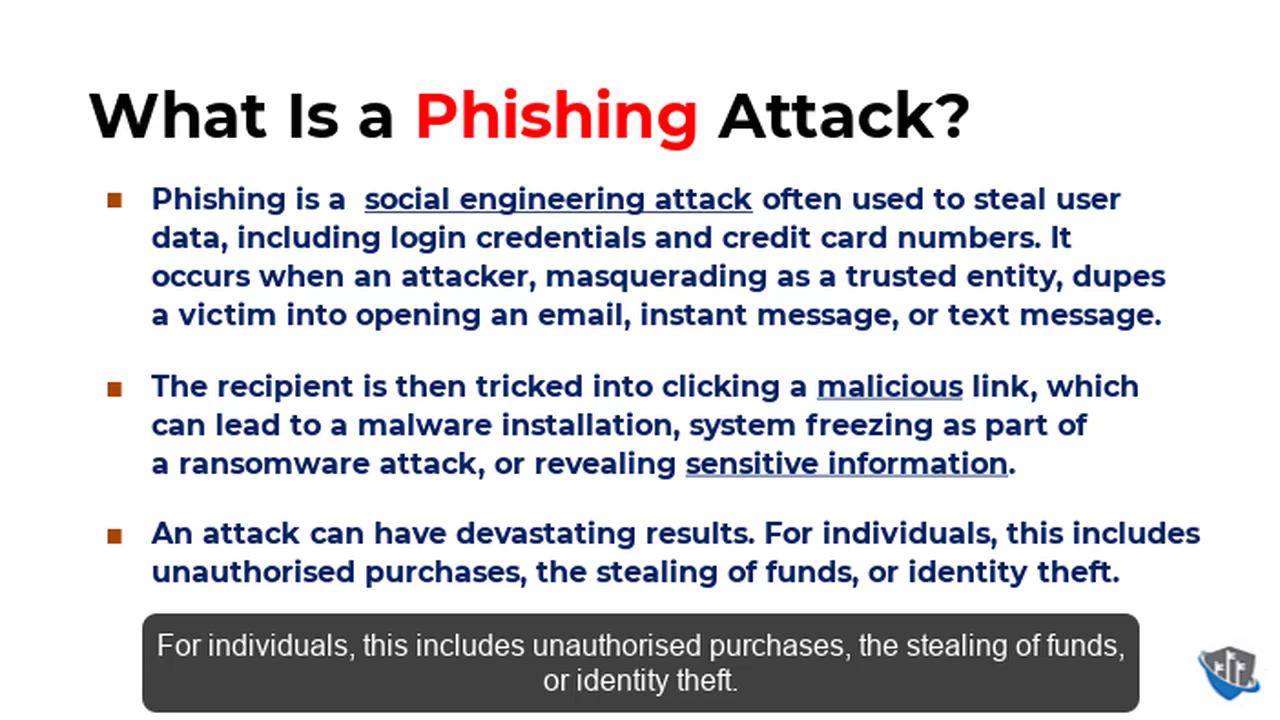 What Is a Phishing Attack?
Phishing is a social engineering attack often used to steal user
data, including login credentials and credit card numbers. It
occurs when an attacker, masquerading as a trusted entity, dupes
a victim into opening an email, instant message, or text message.
The recipient is then tricked into clicking a malicious link, which
can lead to a malware installation, system freezing as part of
a ransomware attack, or revealing sensitive information.
An attack can have devastating results. For individuals, this includes
unauthorised purchases, the stealing of funds, or identity theft.
For individuals, this includes unauthorised purchases, the stealing of funds,
or identity theft.